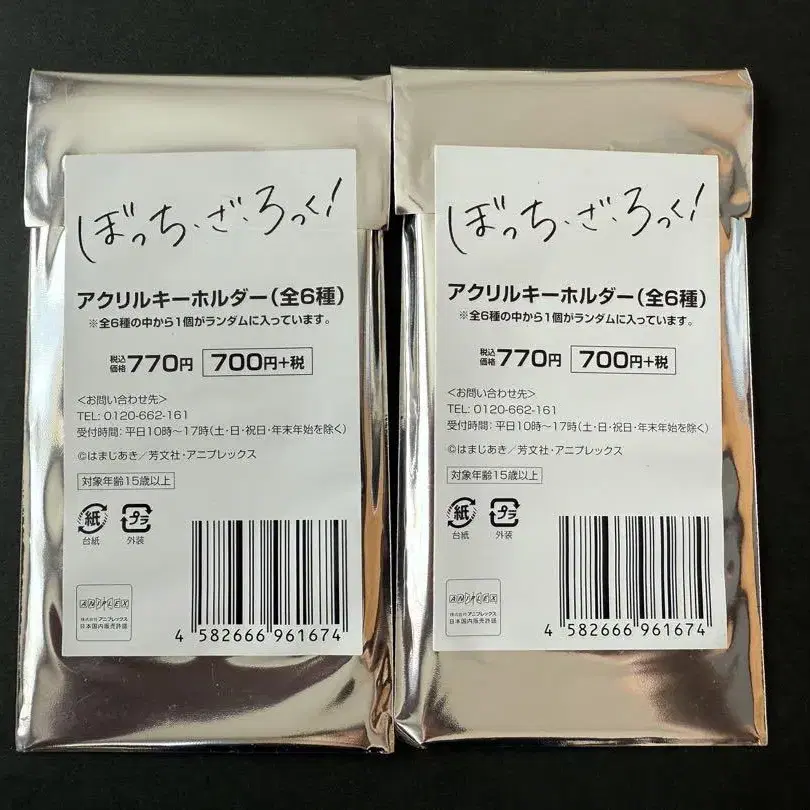 ぼっち・ざ・ろっく!
アクリルキーホルダー(全6種)
※全6種の中から1個がランダムに入っています。
税込価格 770円 700円+税
<お問い合わせ先>
TEL: 0120-662-161
受付時間: 平日10時〜17時(土・日・祝日・年末年始を除く)
©はまじあき/芳文社・アニプレックス
対象年齢15歳以上
紙 プラ
台紙 外装
ANIPLEX
株式会社アニプレックス
日本国内販売許諾
4 582666 961674
ぼっち・ざ・ろっく!
アクリルキーホルダー(全6種)
※全6種の中から1個がランダムに入っています。
税込価格 770円 700円+税
<お問い合わせ先>
TEL: 0120-662-161
受付時間: 平日10時〜17時(土・日・祝日・年末年始を除く)
©はまじあき/芳文社・アニプレックス
対象年齢15歳以上
紙 プラ
台紙 外装
ANIPLEX
株式会社アニプレックス
日本国内販売許諾
4 582666 961674